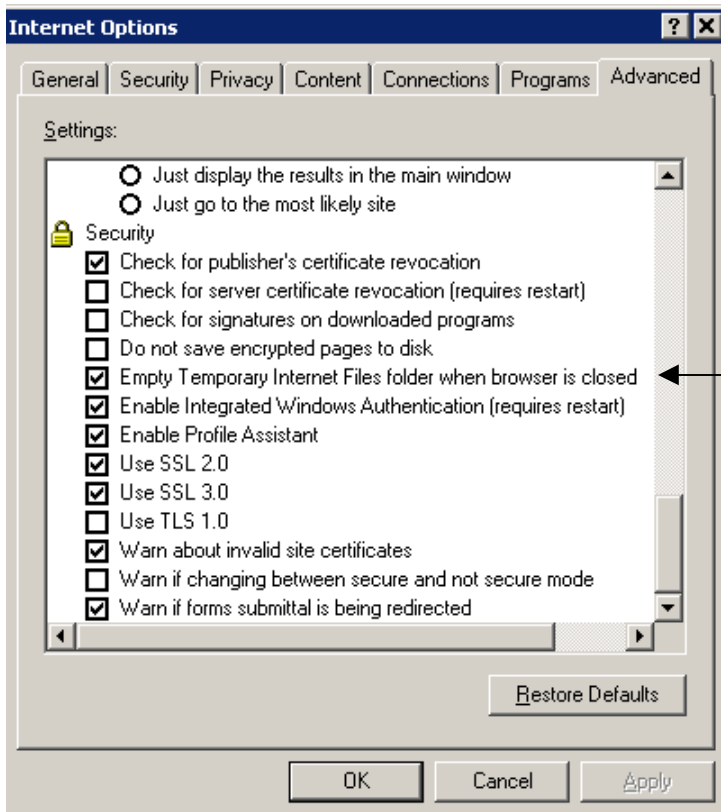 Internet Options
General Security Privacy Content Connections Programs Advanced
Settings:
Just display the results in the main window
Just go to the most likely site
Security
Check for publisher's certificate revocation
Check for server certificate revocation (requires restart)
Check for signatures on downloaded programs
Do not save encrypted pages to disk
Empty Temporary Internet Files folder when browser is closed
Enable Integrated Windows Authentication (requires restart)
Enable Profile Assistant
Use SSL 2.0
Use SSL 3.0
Use TLS 1.0
Warn about invalid site certificates
Warn if changing between secure and not secure mode
Warn if forms submittal is being redirected
Restore Defaults
OK Cancel Apply